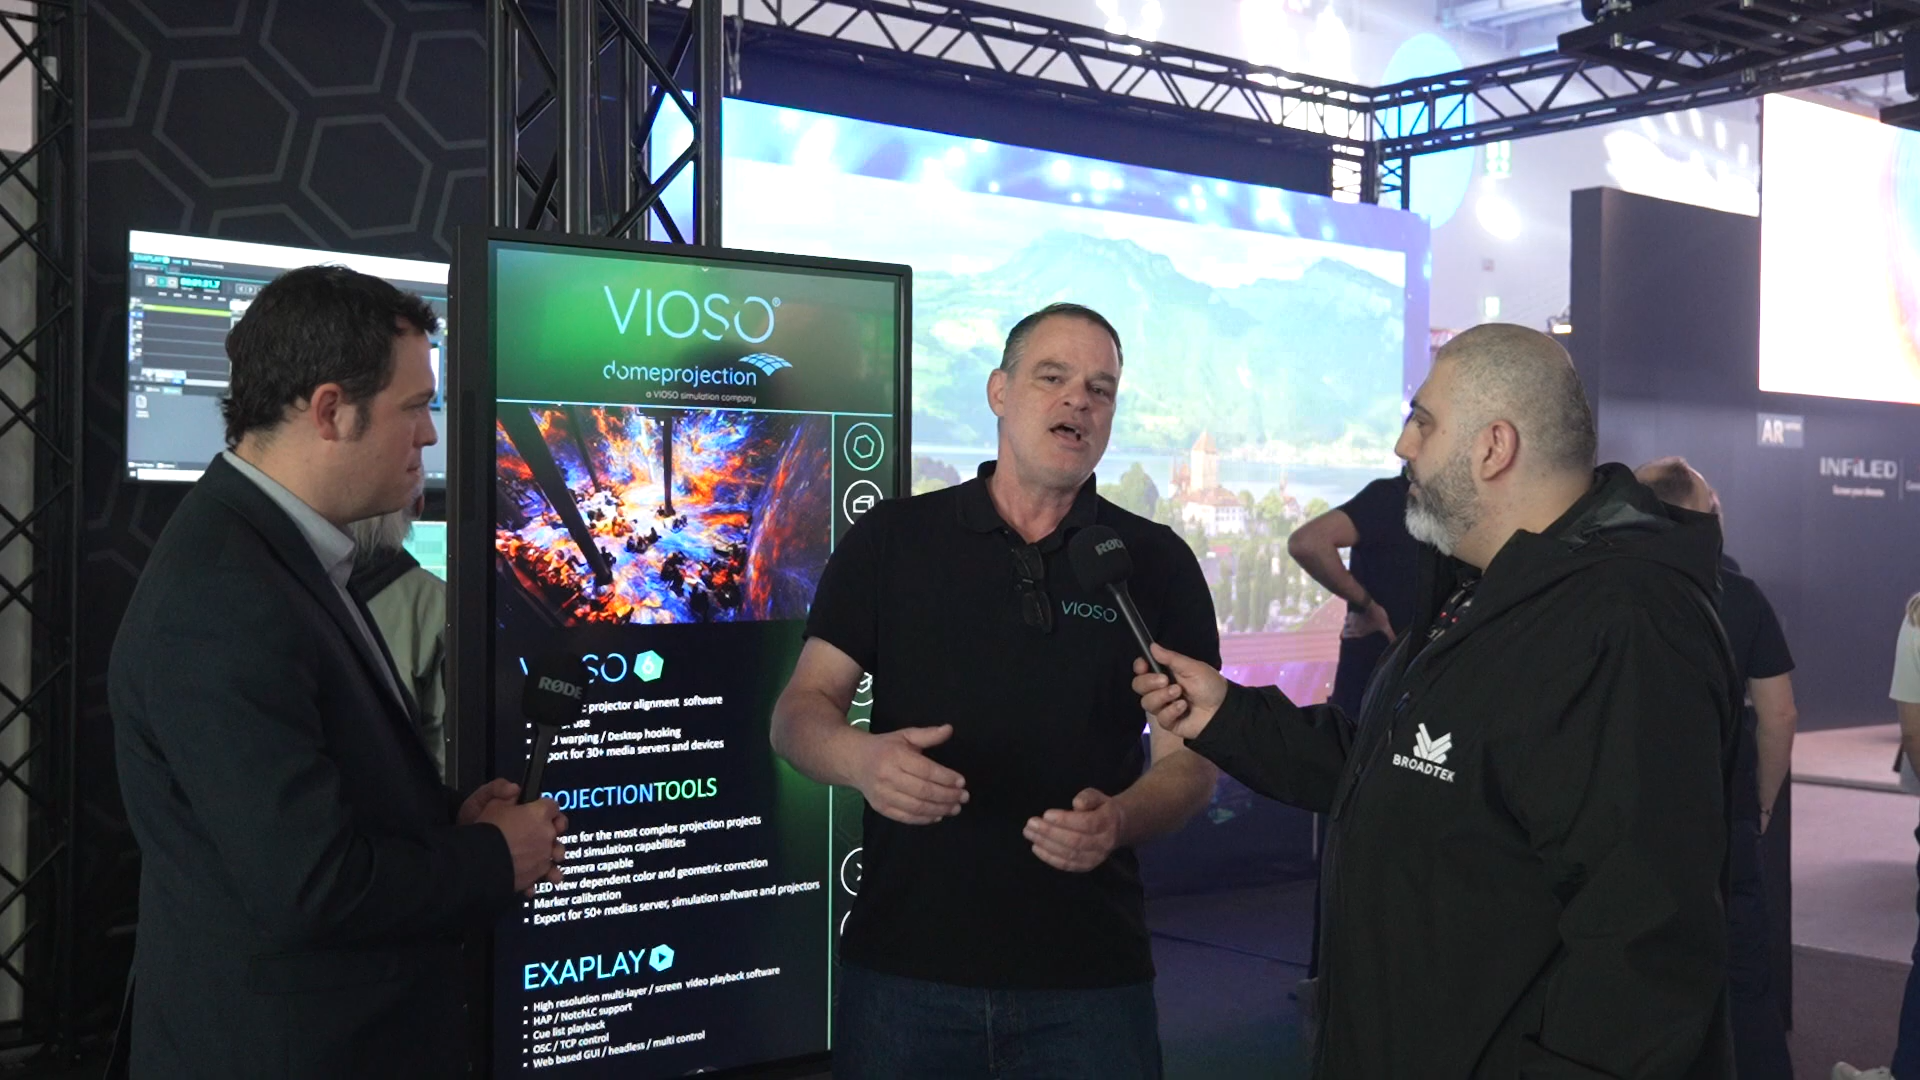 VIOSO®
domeprojection
a VIOSO simulation company
SO 6
projector alignment software
use
warping / Desktop hooking
port for 30+ media servers and devices
OJECTIONTOOLS
ware for the most complex projection projects
ced simulation capabilities
camera capable
LED view dependent color and geometric correction
Marker calibration
Export for 50+ medias server, simulation software and projectors
EXAPLAY
High resolution multi-layer / screen video playback software
HAP / NotchLC support
Cue list playback
OSC / TCP control
Web based GUI / headless / multi control
RØDE
RØDE
VIOSO
BROADTEK
AR
INFiLED
EXAPLAY